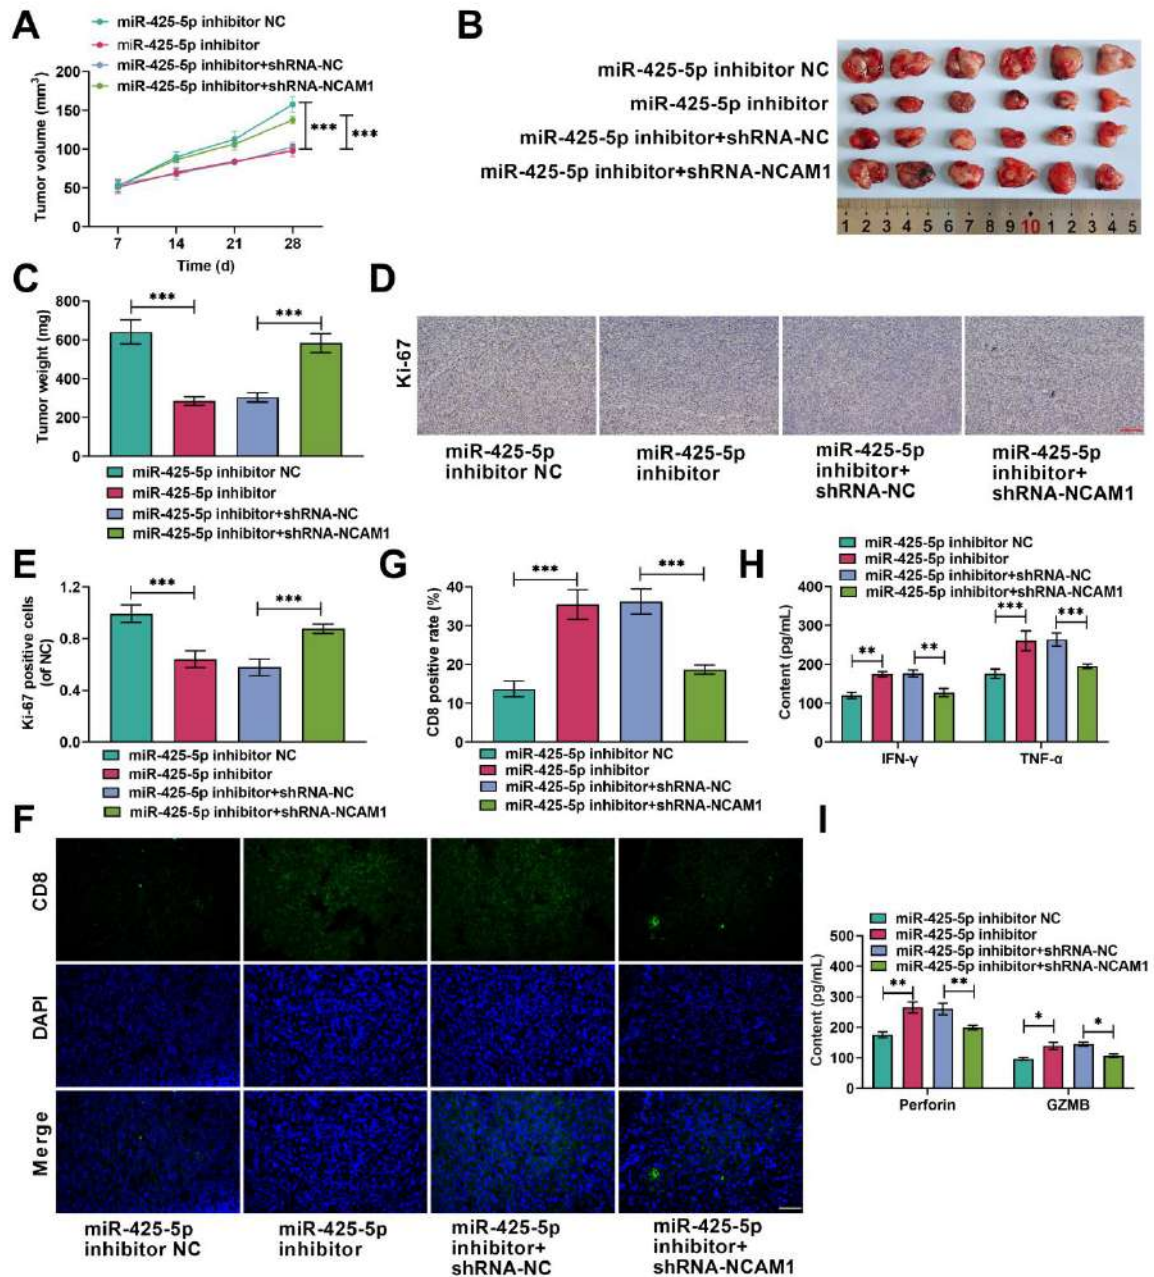 A
miR-425-5p inhibitor NC
miR-425-5p inhibitor
miR-425-5p inhibitor+shRNA-NC
miR-425-5p inhibitor+shRNA-NCAM1
Tumor volume (mm³)
200
150
100
50
0
***
***
7 14 21 28
Time (d)
B
miR-425-5p inhibitor NC
miR-425-5p inhibitor
miR-425-5p inhibitor+shRNA-NC
miR-425-5p inhibitor+shRNA-NCAM1
1 2 3 4 5 6 7 8 9 10 1 2 3 4 5
C
Tumor weight (mg)
800
600
400
200
0
***
***
miR-425-5p inhibitor NC
miR-425-5p inhibitor
miR-425-5p inhibitor+shRNA-NC
miR-425-5p inhibitor+shRNA-NCAM1
D
Ki-67
miR-425-5p
inhibitor NC
miR-425-5p
inhibitor
miR-425-5p
inhibitor+
shRNA-NC
miR-425-5p
inhibitor+
shRNA-NCAM1
E
Ki-67 positive cells
(of NC)
1.2
0.8
0.4
0.0
***
***
miR-425-5p inhibitor NC
miR-425-5p inhibitor
miR-425-5p inhibitor+shRNA-NC
miR-425-5p inhibitor+shRNA-NCAM1
G
CD8 positive rate (%)
40
30
20
10
0
***
***
miR-425-5p inhibitor NC
miR-425-5p inhibitor
miR-425-5p inhibitor+shRNA-NC
miR-425-5p inhibitor+shRNA-NCAM1
H
miR-425-5p inhibitor NC
miR-425-5p inhibitor
miR-425-5p inhibitor+shRNA-NC
miR-425-5p inhibitor+shRNA-NCAM1
Content (pg/mL)
400
300
200
100
0
** ** *** ***
IFN-γ TNF-α
F
CD8
DAPI
Merge
miR-425-5p
inhibitor NC
miR-425-5p
inhibitor
miR-425-5p
inhibitor+
shRNA-NC
miR-425-5p
inhibitor+
shRNA-NCAM1
I
miR-425-5p inhibitor NC
miR-425-5p inhibitor
miR-425-5p inhibitor+shRNA-NC
miR-425-5p inhibitor+shRNA-NCAM1
Content (pg/mL)
500
400
300
200
100
0
** ** * *
Perforin GZMB